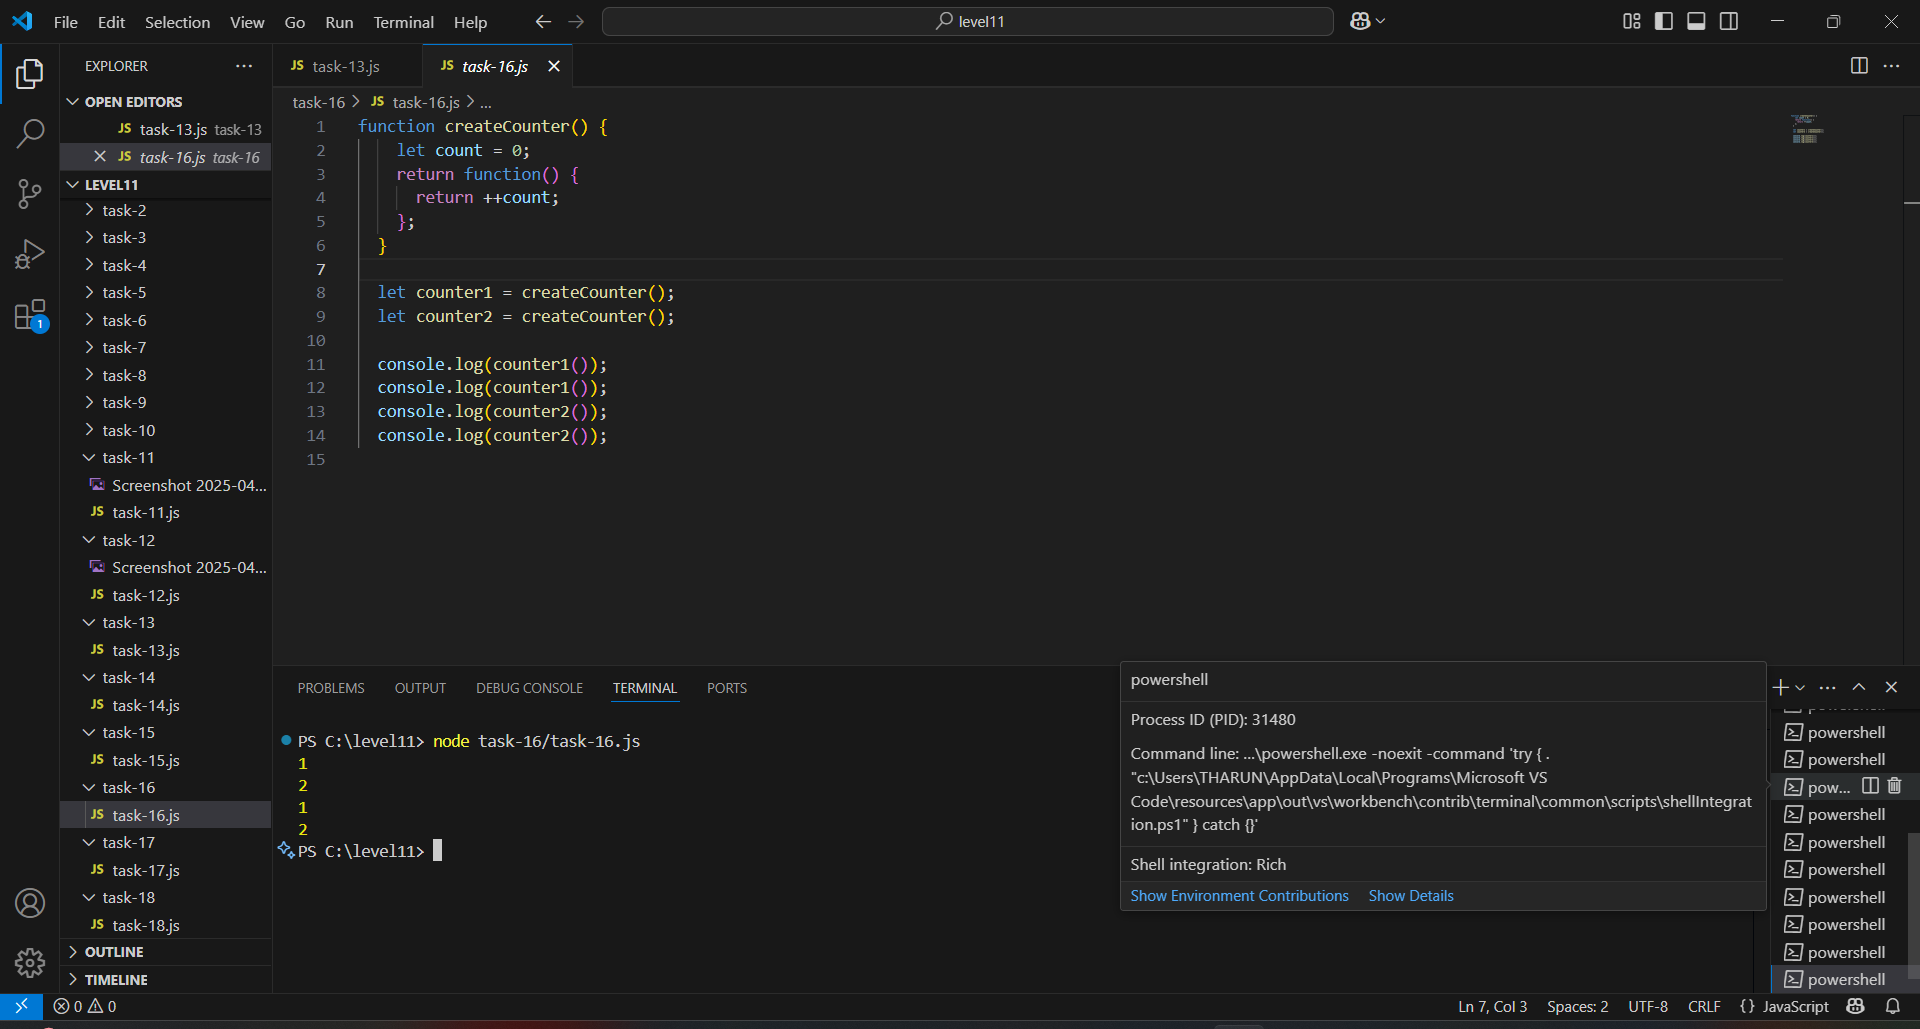 File Edit Selection View Go Run Terminal Help
level11
EXPLORER
OPEN EDITORS
JS task-13.js task-13
JS task-16.js task-16
LEVEL11
task-2
task-3
task-4
task-5
task-6
task-7
task-8
task-9
task-10
task-11
Screenshot 2025-04...
JS task-11.js
task-12
Screenshot 2025-04...
JS task-12.js
task-13
JS task-13.js
task-14
JS task-14.js
task-15
JS task-15.js
task-16
JS task-16.js
task-17
JS task-17.js
task-18
JS task-18.js
OUTLINE
TIMELINE
1
JS task-13.js
JS task-16.js
task-16 > JS task-16.js > ...
1 function createCounter() {
2 let count = 0;
3 return function() {
4 return ++count;
5 };
6 }
7
8 let counter1 = createCounter();
9 let counter2 = createCounter();
10
11 console.log(counter1());
12 console.log(counter1());
13 console.log(counter2());
14 console.log(counter2());
15
PROBLEMS OUTPUT DEBUG CONSOLE TERMINAL PORTS
PS C:\level11> node task-16/task-16.js
1
2
1
2
PS C:\level11>
powershell
Process ID (PID): 31480
Command line: ...\powershell.exe -noexit -command 'try { .
"c:\Users\THARUN\AppData\Local\Programs\Microsoft VS
Code\resources\app\out\vs\workbench\contrib\terminal\common\scripts\shellIntegrat
ion.ps1" } catch {}'
Shell integration: Rich
Show Environment Contributions Show Details
powershell
powershell
powershell
pow...
powershell
powershell
powershell
powershell
powershell
powershell
powershell
0 0
Ln 7, Col 3 Spaces: 2 UTF-8 CRLF {} JavaScript